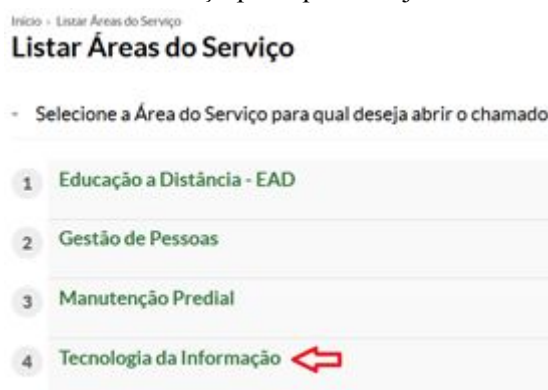 Início › Listar Áreas do Serviço
Listar Áreas do Serviço
- Selecione a Área do Serviço para qual deseja abrir o chamado
1 Educação a Distância - EAD
2 Gestão de Pessoas
3 Manutenção Predial
4 Tecnologia da Informação